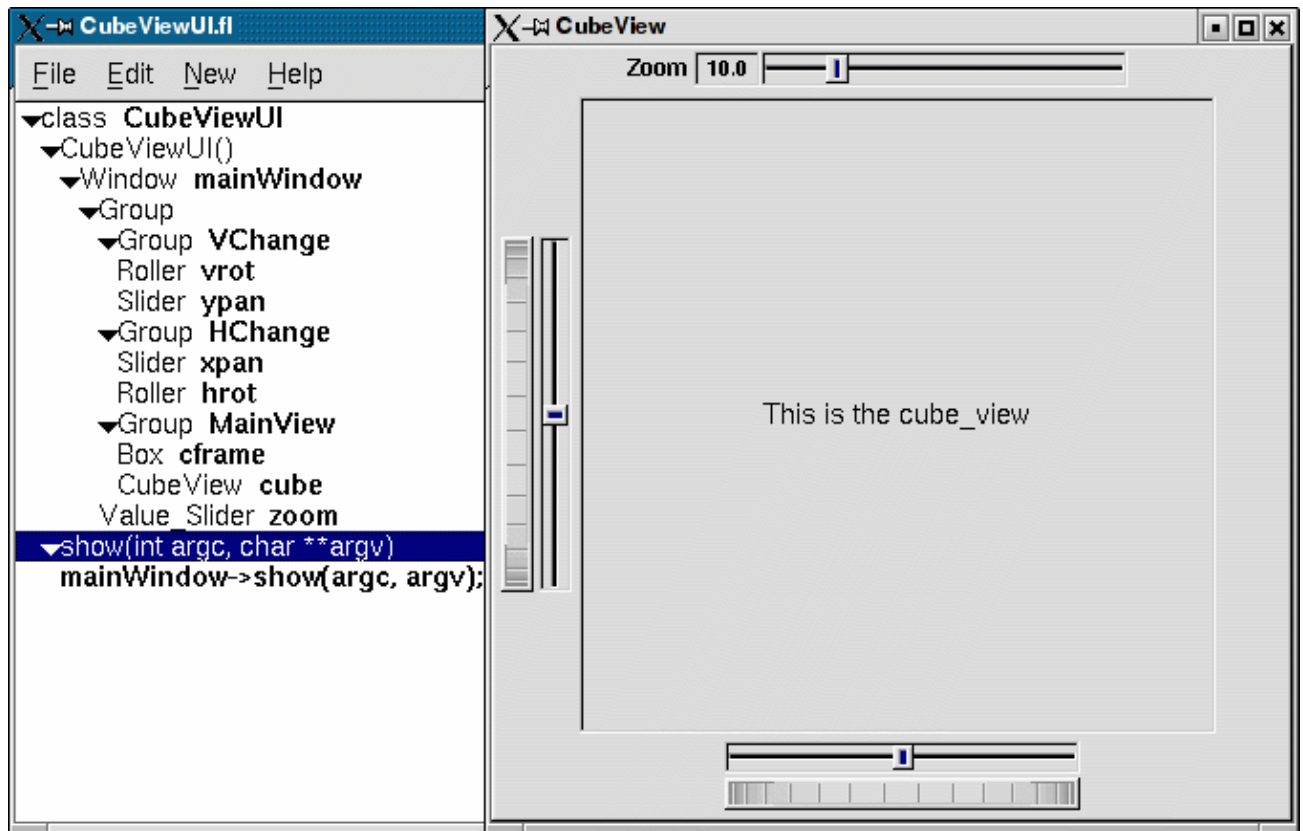 CubeViewUI.fl
File Edit New Help
class CubeViewUI
CubeViewUI()
Window mainWindow
Group
Group VChange
Roller vrot
Slider ypan
Group HChange
Slider xpan
Roller hrot
Group MainView
Box cframe
CubeView cube
Value_Slider zoom
show(int argc, char **argv)
mainWindow->show(argc, argv);
CubeView
Zoom 10.0
This is the cube_view